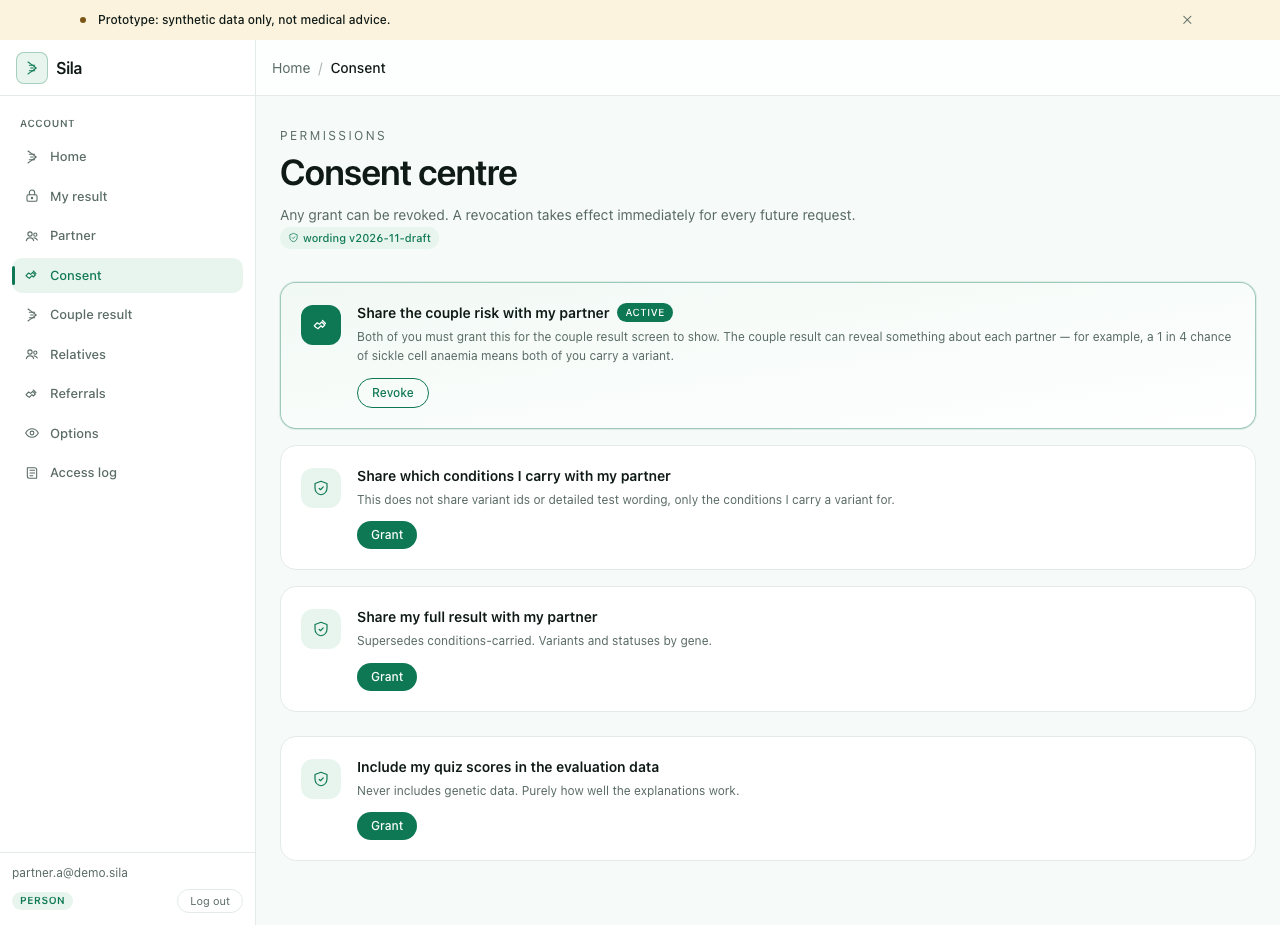 Prototype: synthetic data only, not medical advice.
Sila
Home / Consent
ACCOUNT
Home
My result
Partner
Consent
Couple result
Relatives
Referrals
Options
Access log
partner.a@demo.sila
PERSON
Log out
PERMISSIONS
Consent centre
Any grant can be revoked. A revocation takes effect immediately for every future request.
wording v2026-11-draft
Share the couple risk with my partner ACTIVE
Both of you must grant this for the couple result screen to show. The couple result can reveal something about each partner — for example, a 1 in 4 chance
of sickle cell anaemia means both of you carry a variant.
Revoke
Share which conditions I carry with my partner
This does not share variant ids or detailed test wording, only the conditions I carry a variant for.
Grant
Share my full result with my partner
Supersedes conditions-carried. Variants and statuses by gene.
Grant
Include my quiz scores in the evaluation data
Never includes genetic data. Purely how well the explanations work.
Grant